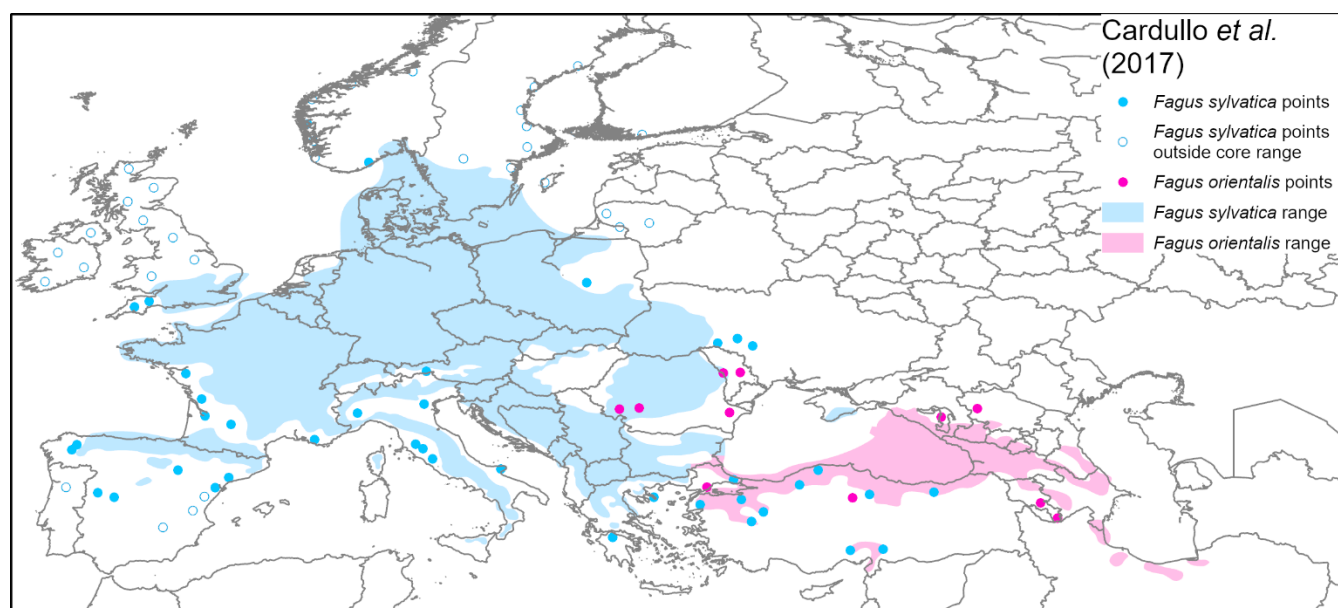 Cardullo et al.
(2017)
Fagus sylvatica points
Fagus sylvatica points
outside core range
Fagus orientalis points
Fagus sylvatica range
Fagus orientalis range